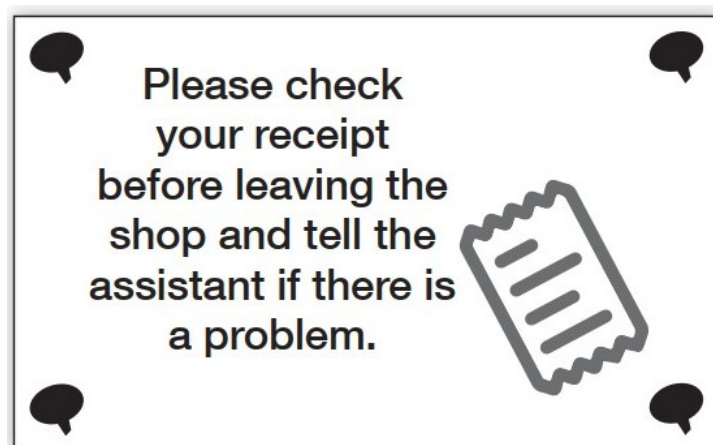 Please check
your receipt
before leaving the
shop and tell the
assistant if there is
a problem.